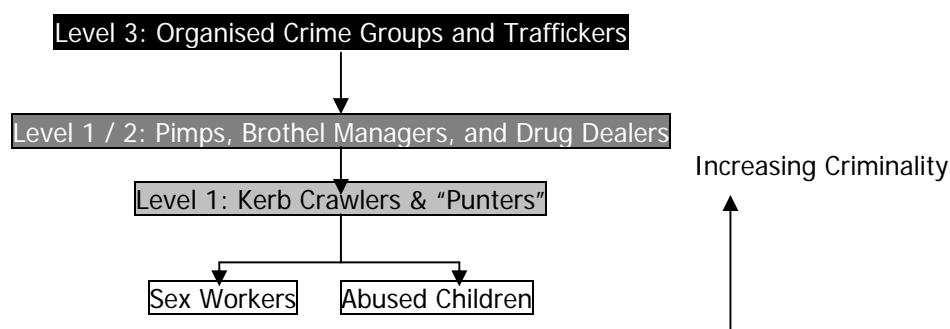 Level 3: Organised Crime Groups and Traffickers
Level 1 / 2: Pimps, Brothel Managers, and Drug Dealers
Increasing Criminality
Level 1: Kerb Crawlers & “Punters”
Sex Workers
Abused Children